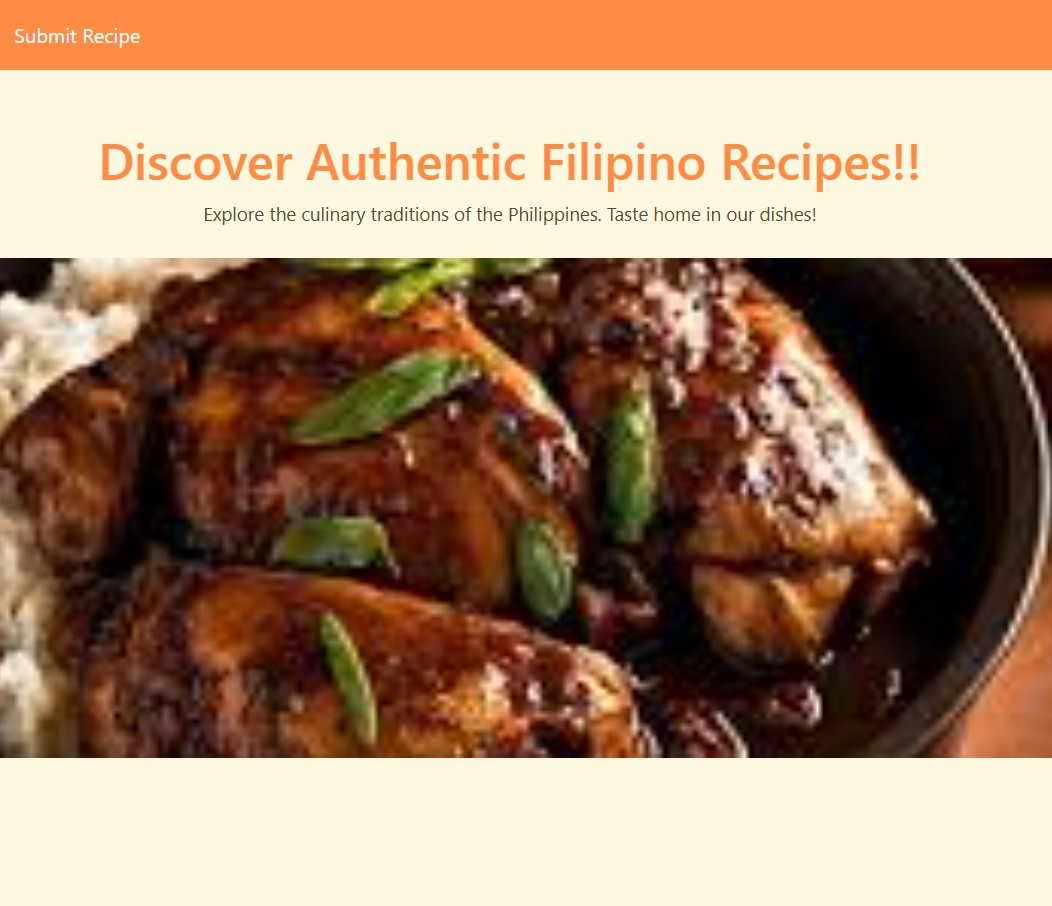 Submit Recipe
Discover Authentic Filipino Recipes!!
Explore the culinary traditions of the Philippines. Taste home in our dishes!